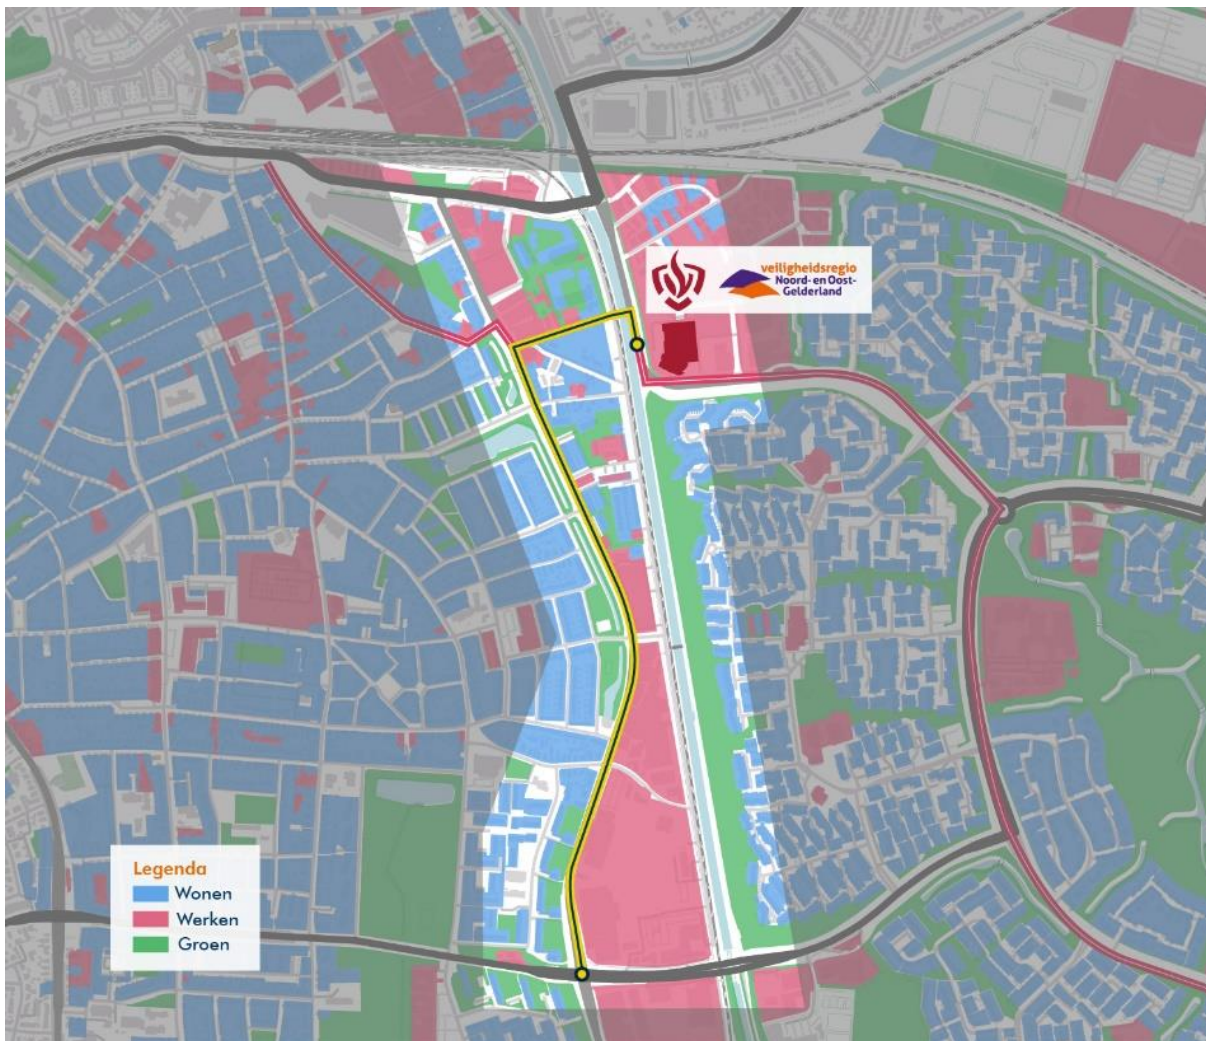 veiligheidsregio
Noord- en Oost-
Gelderland
Legenda
Wonen
Werken
Groen